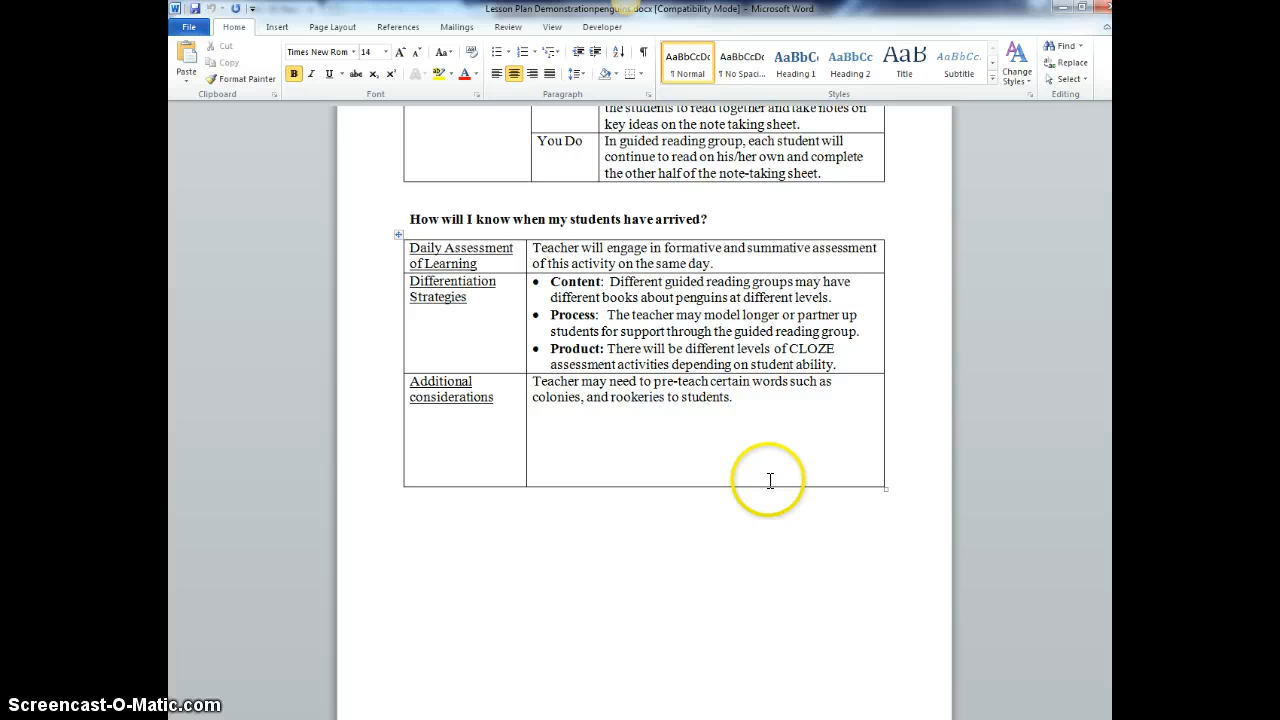 Lesson Plan Demonstrationpenguins.docx [Compatibility Mode] - Microsoft Word
File Home Insert Page Layout References Mailings Review View Developer
Paste
Cut
Copy
Format Painter
Clipboard
Times New Rom 14
Font
Paragraph
AaBbCcDc AaBbCcDc AaBbC AaBbCc AaB AaBbCc.
¶ Normal ¶ No Spaci... Heading 1 Heading 2 Title Subtitle
Change
Styles
Styles
Find
Replace
Select
Editing
the students to read together and take notes on
key ideas on the note taking sheet.
You Do
In guided reading group, each student will
continue to read on his/her own and complete
the other half of the note-taking sheet.
How will I know when my students have arrived?
Daily Assessment
of Learning
Teacher will engage in formative and summative assessment
of this activity on the same day.
Differentiation
Strategies
• Content: Different guided reading groups may have
different books about penguins at different levels.
• Process: The teacher may model longer or partner up
students for support through the guided reading group.
• Product: There will be different levels of CLOZE
assessment activities depending on student ability.
Additional
considerations
Teacher may need to pre-teach certain words such as
colonies, and rookeries to students.
Screencast-O-Matic.com